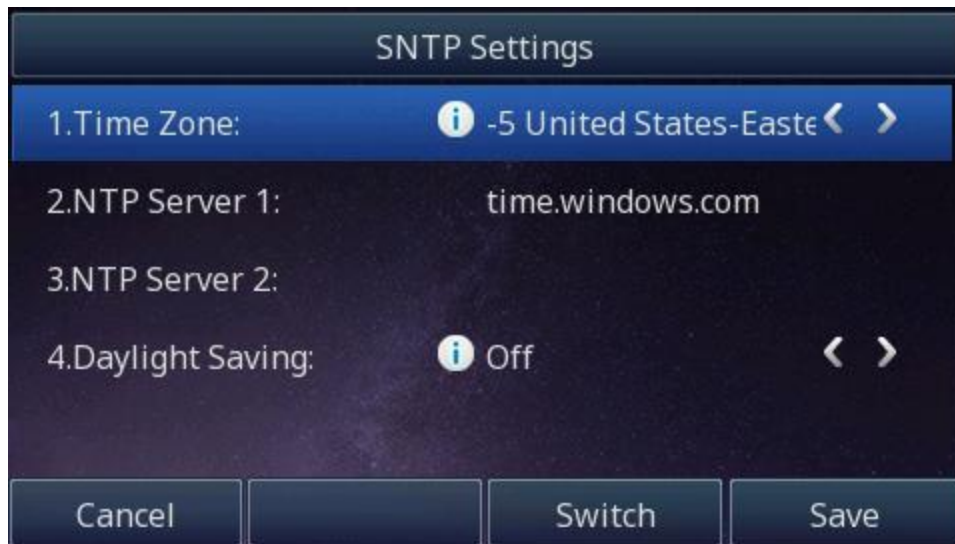 SNTP Settings
1.Time Zone: -5 United States-Easte
2.NTP Server 1: time.windows.com
3.NTP Server 2:
4.Daylight Saving: Off
Cancel Switch Save